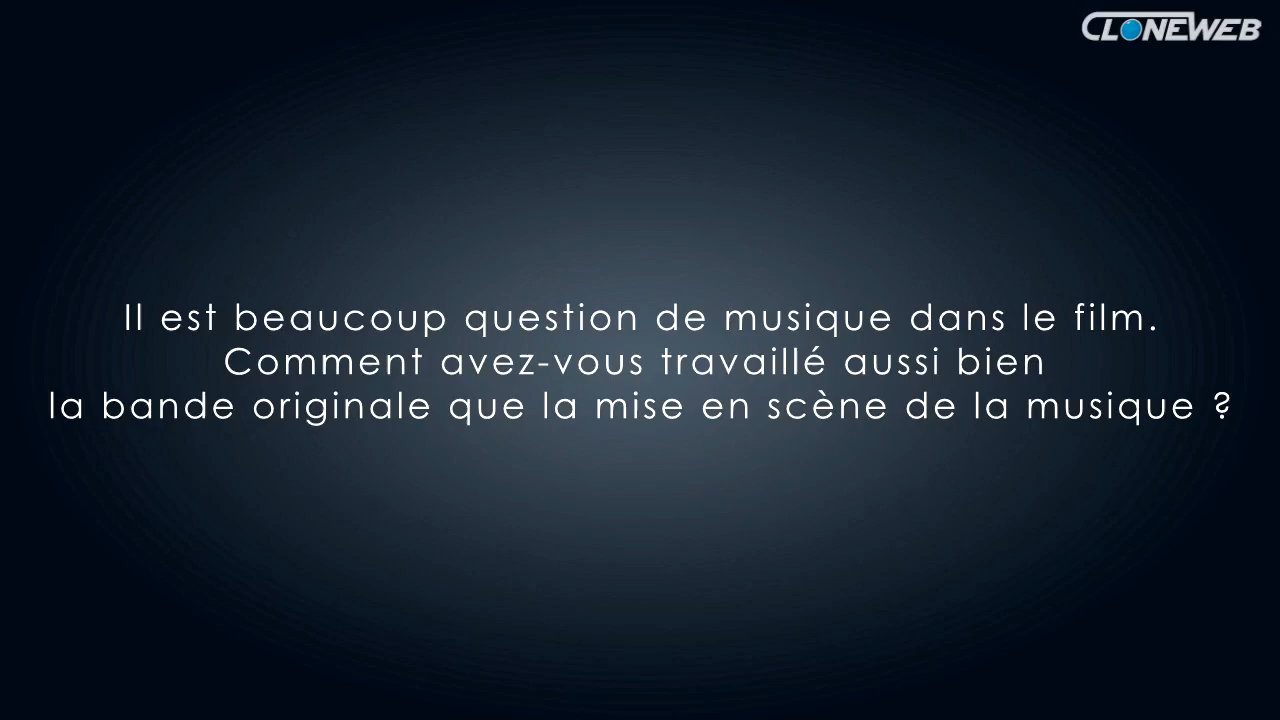 CLONEWEB
Il est beaucoup question de musique dans le film.
Comment avez-vous travaillé aussi bien
la bande originale que la mise en scène de la musique ?